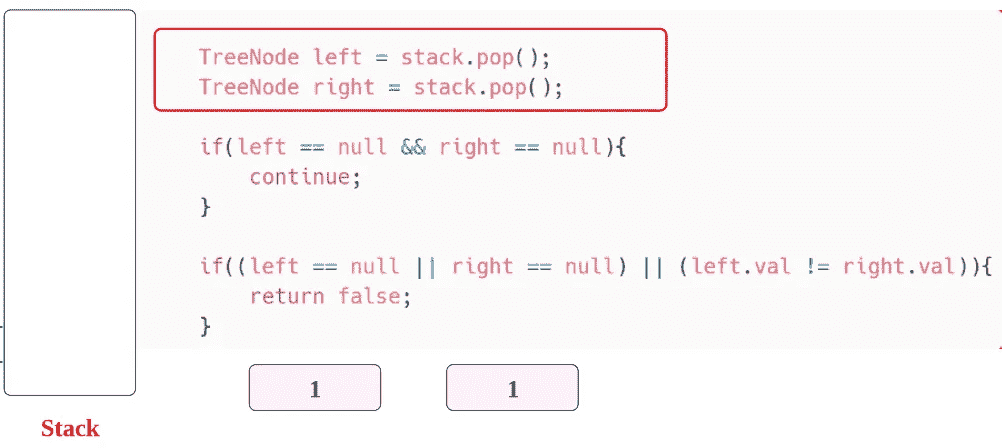 TreeNode left = stack.pop();
TreeNode right = stack.pop();
if(left == null && right == null){
continue;
}
if((left == null || right == null) || (left.val != right.val)){
return false;
}
1 1
Stack